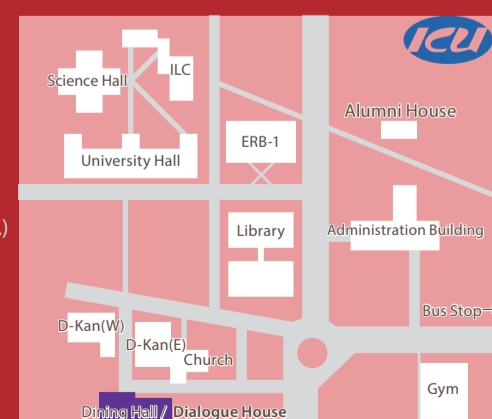 ICU
ILC
Science Hall
Alumni House
ERB-1
University Hall
)
Library
Administration Building
Bus Stop
D-Kan(W)
D-Kan(E)
Church
Gym
Dining Hall / Dialogue House